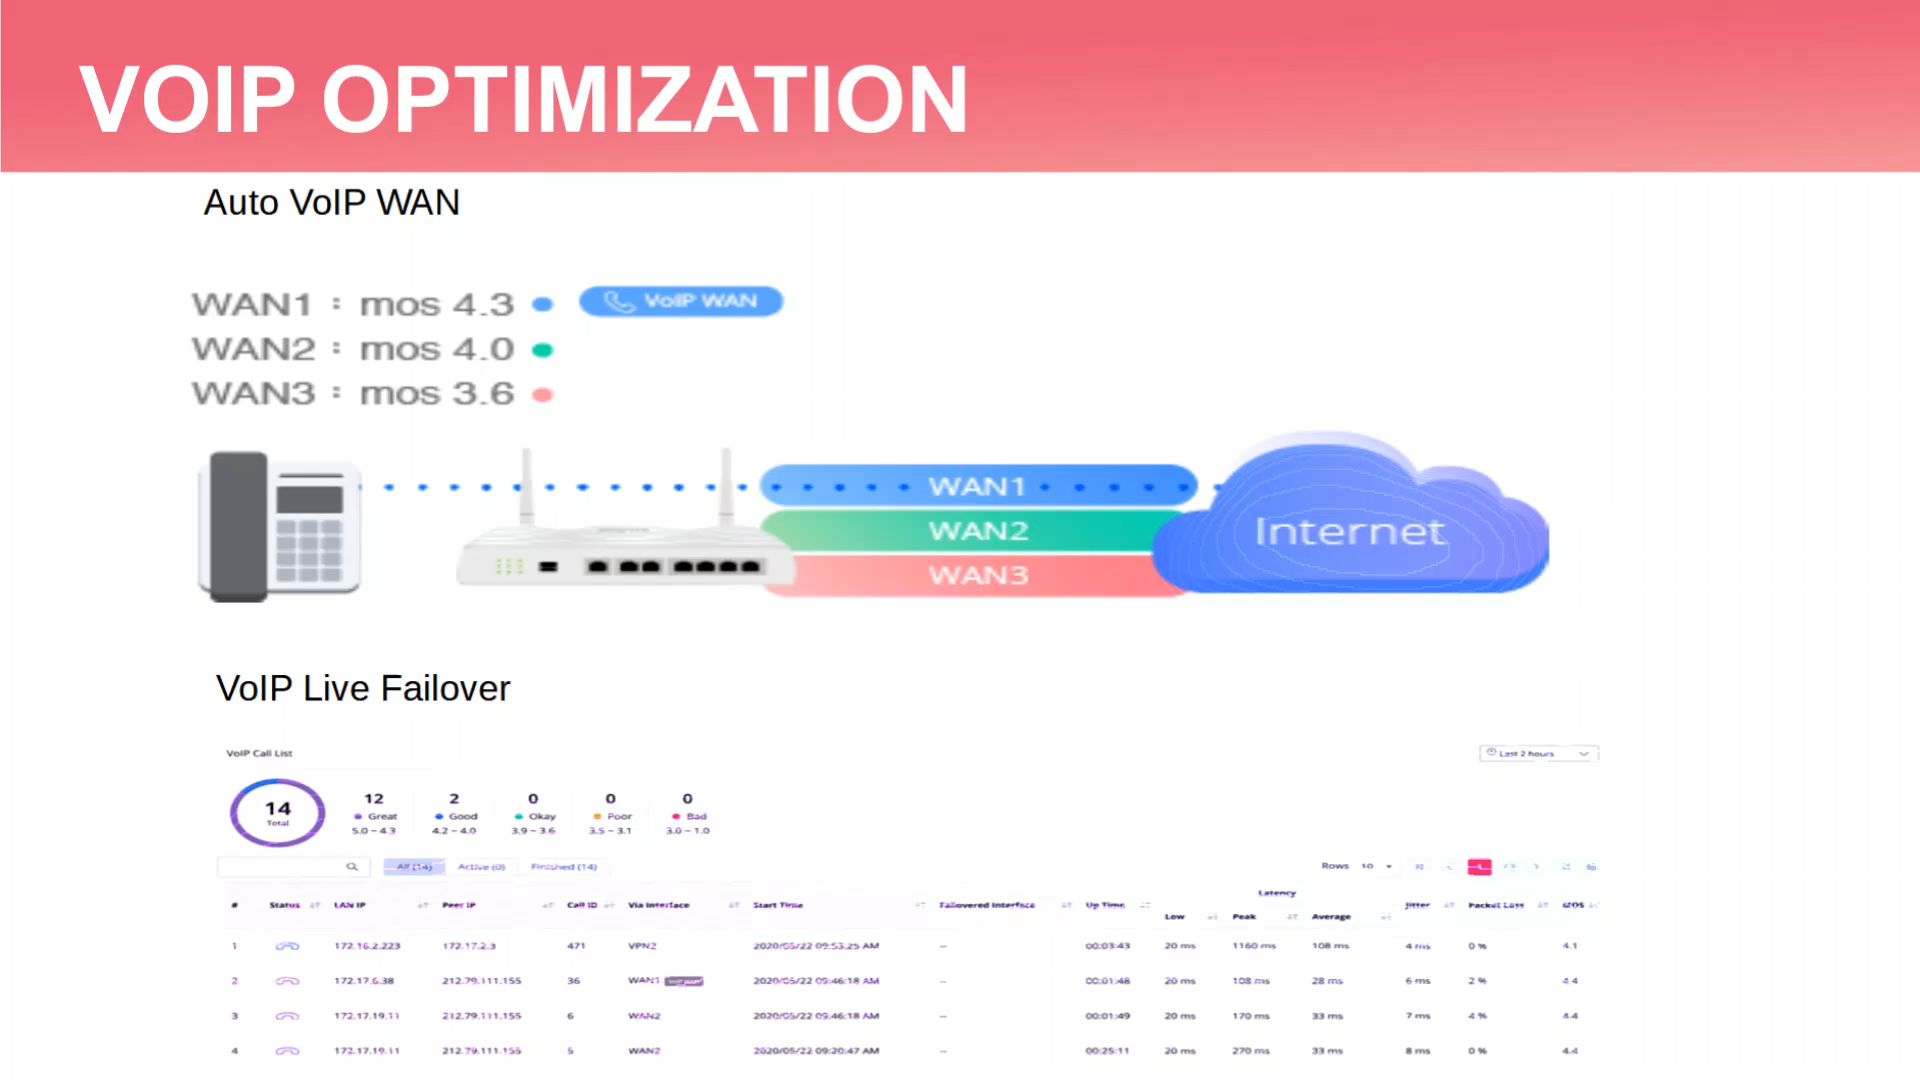 VOIP OPTIMIZATION
Auto VoIP WAN
WAN1 : mos 4.3 VoIP WAN
WAN2 : mos 4.0
WAN3 : mos 3.6
WAN1
WAN2
WAN3
Internet
VoIP Live Failover
VoIP Call List
Last 2 hours
14
Total
12 2 0 0 0
Great Good Okay Poor Bad
5.0 ~ 4.3 4.2 ~ 4.0 3.9 ~ 3.6 3.5 ~ 3.1 3.0 ~ 1.0
All (14) Active (0) Finished (14) Rows 10
Latency
# Status LAN IP Peer IP Call ID Via Interface Start Time Failovered Interface Up Time Low Peak Average Jitter Packet Loss MOS
1 172.16.2.223 172.17.2.3 471 VPN2 2020/05/22 09:53:25 AM -- 00:03:43 20 ms 1160 ms 108 ms 4 ms 0 % 4.1
2 172.17.6.38 212.79.111.155 36 WAN1 2020/05/22 09:46:18 AM -- 00:01:48 20 ms 108 ms 28 ms 6 ms 2 % 4.4
3 172.17.19.11 212.79.111.155 6 WAN2 2020/05/22 09:46:18 AM -- 00:01:49 20 ms 170 ms 33 ms 7 ms 4 % 4.4
4 172.17.19.11 212.79.111.155 5 WAN2 2020/05/22 09:20:47 AM -- 00:25:11 20 ms 270 ms 33 ms 8 ms 0 % 4.4